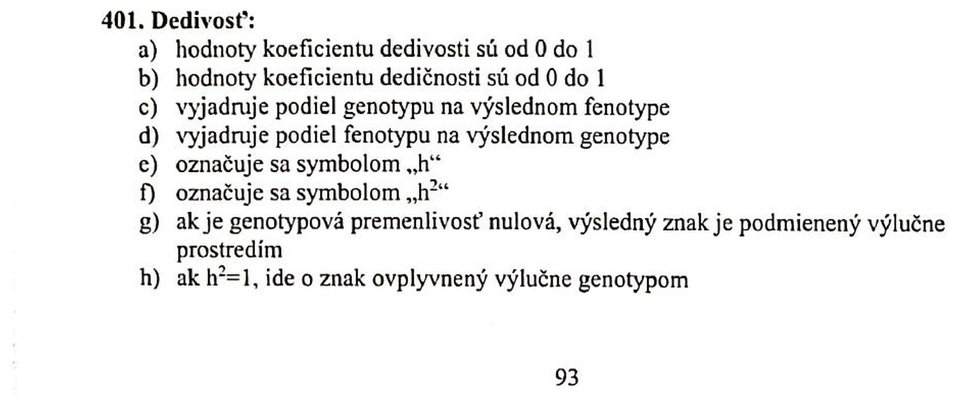 401. Dedivosť:
a) hodnoty koeficientu dedivosti sú od 0 do 1
b) hodnoty koeficientu dedičnosti sú od 0 do 1
c) vyjadruje podiel genotypu na výslednom fenotype
d) vyjadruje podiel fenotypu na výslednom genotype
e) označuje sa symbolom „h“
f) označuje sa symbolom „h²“
g) ak je genotypová premenlivosť nulová, výsledný znak je podmienený výlučne
prostredím
h) ak h²=1, ide o znak ovplyvnený výlučne genotypom
93